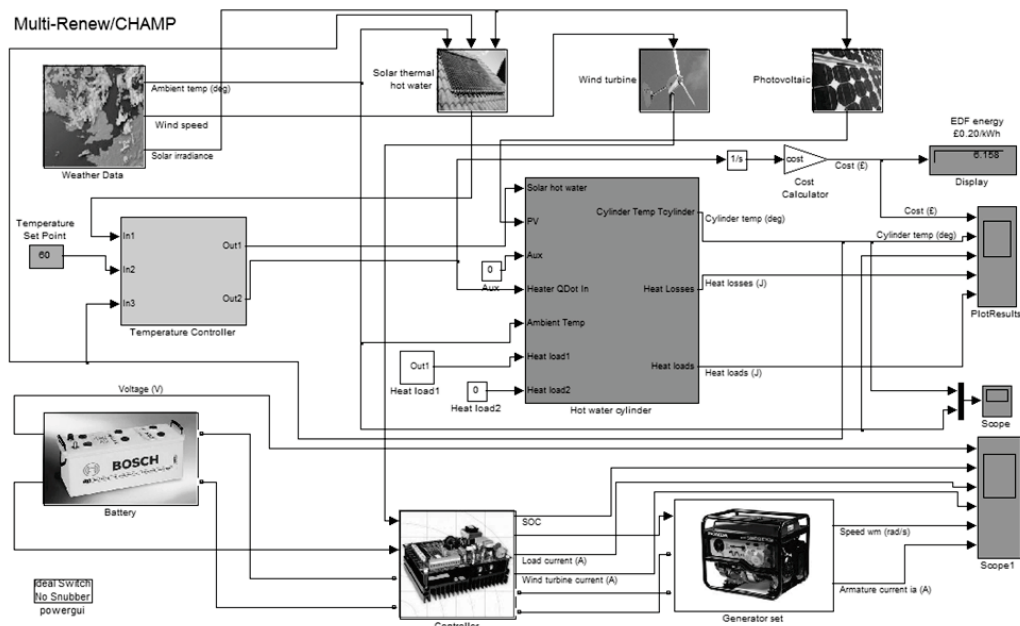 Multi-Renew/CHAMP
Ambient temp (deg)
Wind speed
Solar irradiance
Weather Data
Solar thermal
hot water
Wind turbine
Photovoltaic
EDF energy
£0.20/kWh
6.158
Display
1/s
cost
Cost (£)
Cost
Calculator
Temperature
Set Point
60
In1
In2
In3
Out1
Out2
Temperature Controller
Solar hot water
PV
Aux
Heater QDot In
Ambient Temp
Heat load1
Heat load2
Cylinder Temp Tcylinder
Heat Losses
Heat loads
Hot water cylinder
0
Aux
Out1
Heat load1
0
Heat load2
Cylinder temp (deg)
Heat losses (J)
Heat loads (J)
Cost (£)
Cylinder temp (deg)
PlotResults
Scope
Scope1
Voltage (V)
BOSCH
Battery
SOC
Load current (A)
Wind turbine current (A)
Controller
Speed wm (rad/s)
Armature current ia (A)
Generator set
Ideal Switch
No Snubber
powergui